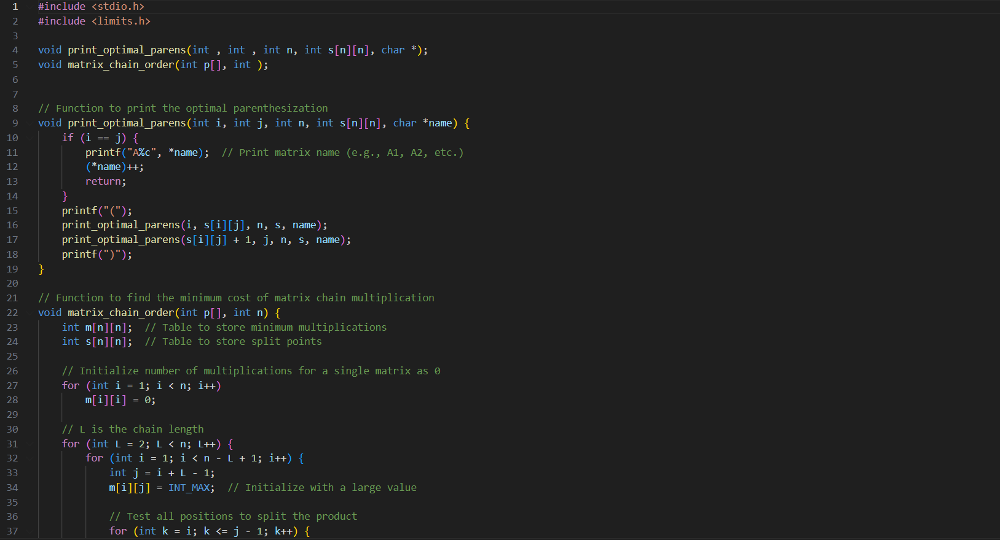 1 #include <stdio.h>
2 #include <limits.h>
3
4 void print_optimal_parens(int , int , int n, int s[n][n], char *);
5 void matrix_chain_order(int p[], int );
6
7
8 // Function to print the optimal parenthesization
9 void print_optimal_parens(int i, int j, int n, int s[n][n], char *name) {
10     if (i == j) {
11         printf("A%c", *name);  // Print matrix name (e.g., A1, A2, etc.)
12         (*name)++;
13         return;
14     }
15     printf("(");
16     print_optimal_parens(i, s[i][j], n, s, name);
17     print_optimal_parens(s[i][j] + 1, j, n, s, name);
18     printf(")");
19 }
20
21 // Function to find the minimum cost of matrix chain multiplication
22 void matrix_chain_order(int p[], int n) {
23     int m[n][n];  // Table to store minimum multiplications
24     int s[n][n];  // Table to store split points
25
26     // Initialize number of multiplications for a single matrix as 0
27     for (int i = 1; i < n; i++)
28         m[i][i] = 0;
29
30     // L is the chain length
31     for (int L = 2; L < n; L++) {
32         for (int i = 1; i < n - L + 1; i++) {
33             int j = i + L - 1;
34             m[i][j] = INT_MAX;  // Initialize with a large value
35
36             // Test all positions to split the product
37             for (int k = i; k <= j - 1; k++) {